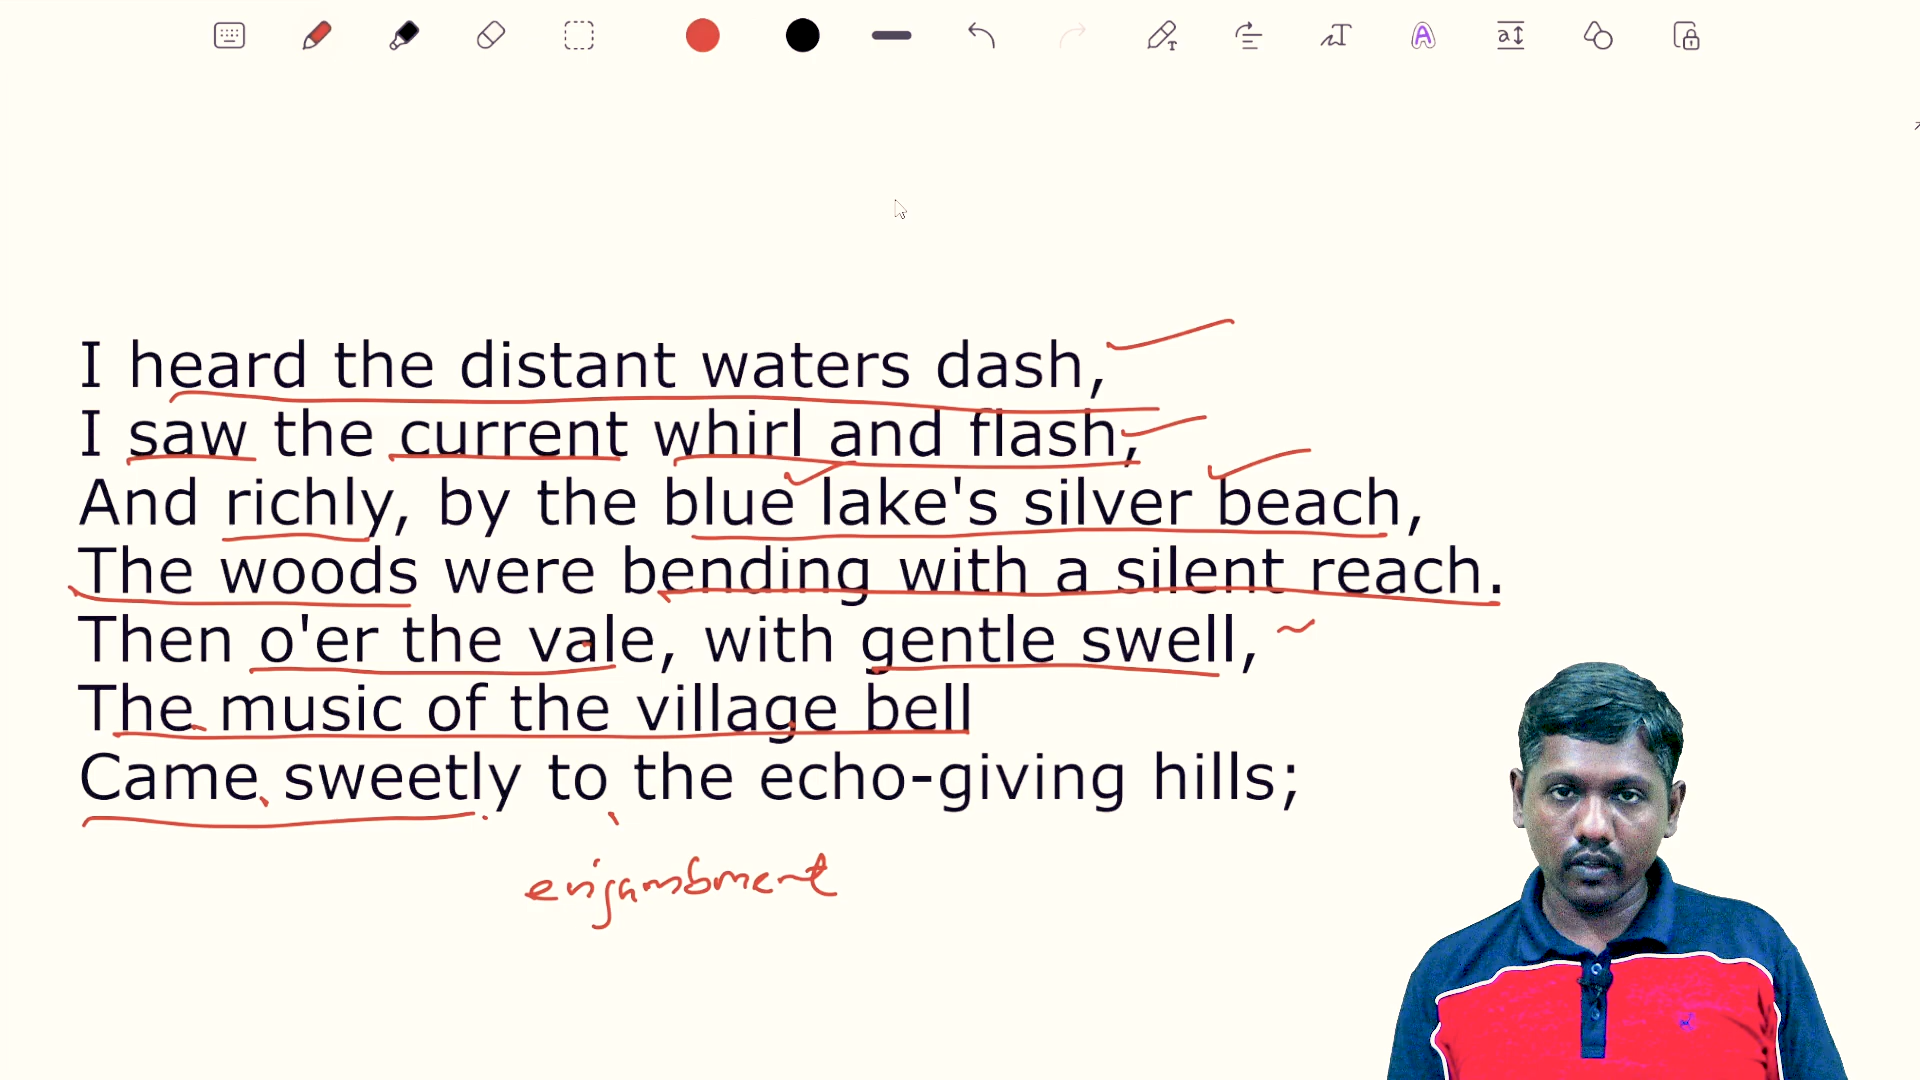 I heard the distant waters dash,
I saw the current whirl and flash,
And richly, by the blue lake's silver beach,
The woods were bending with a silent reach.
Then o'er the vale, with gentle swell,
The music of the village bell
Came sweetly to the echo-giving hills;
enjambment